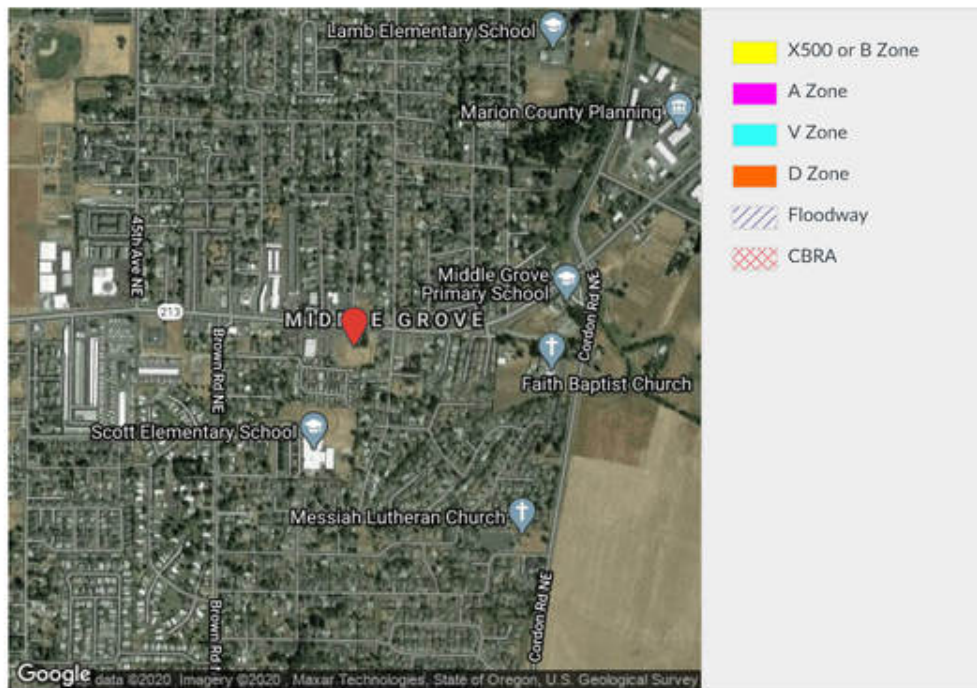 Lamb Elementary School
Marion County Planning
45th Ave NE
Middle Grove
Primary School
213
MIDDLE GROVE
Cordon Rd NE
Brown Rd NE
Faith Baptist Church
Scott Elementary School
Messiah Lutheran Church
Cordon Rd NE
Brown Rd
Google
data ©2020 Imagery ©2020 , Maxar Technologies, State of Oregon, U.S. Geological Survey
X500 or B Zone
A Zone
V Zone
D Zone
Floodway
CBRA